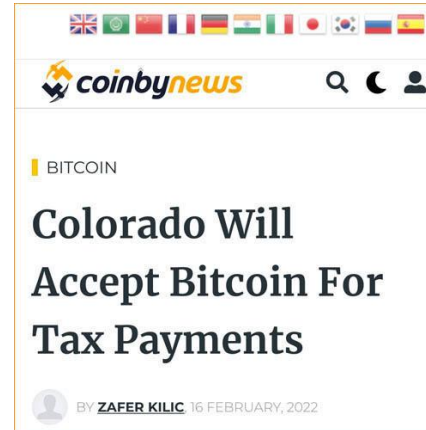 coinbynews
BITCOIN
Colorado Will
Accept Bitcoin For
Tax Payments
BY ZAFER KILIC, 16 FEBRUARY, 2022